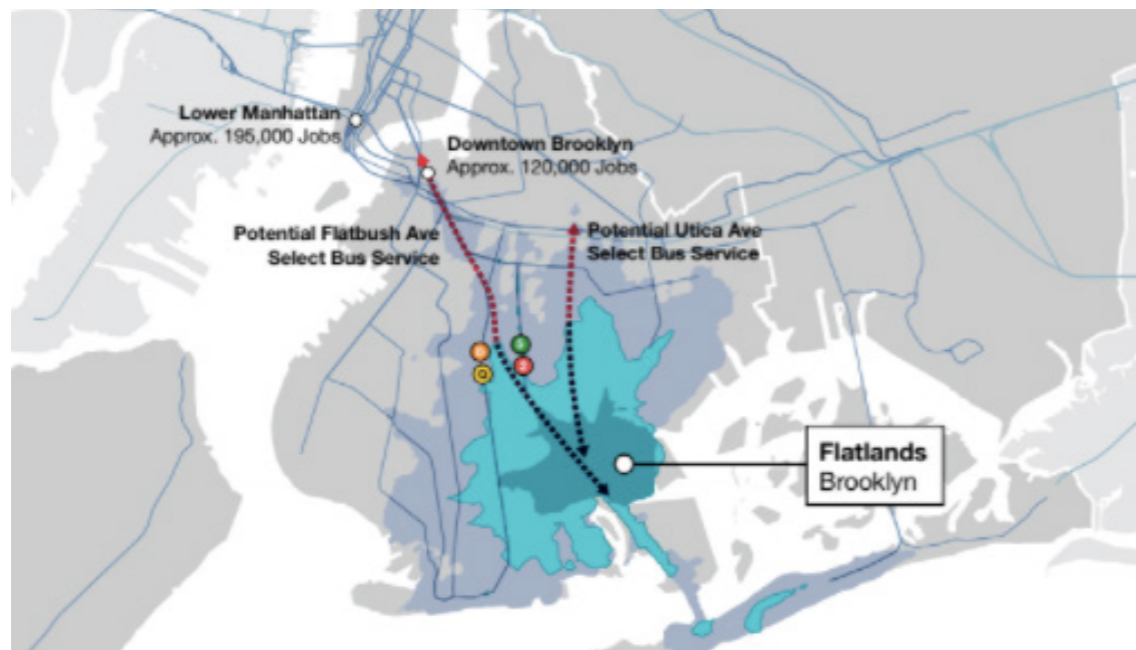 Lower Manhattan
Approx. 195,000 Jobs
Downtown Brooklyn
Approx. 120,000 Jobs
Potential Flatbush Ave
Select Bus Service
Potential Utica Ave
Select Bus Service
Q
2
Flatlands
Brooklyn